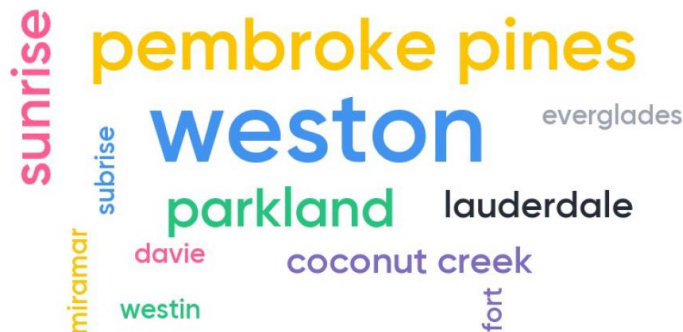 sunrise
pembroke pines
weston
everglades
subrise
parkland
lauderdale
miramar
davie
coconut creek
westin
fort